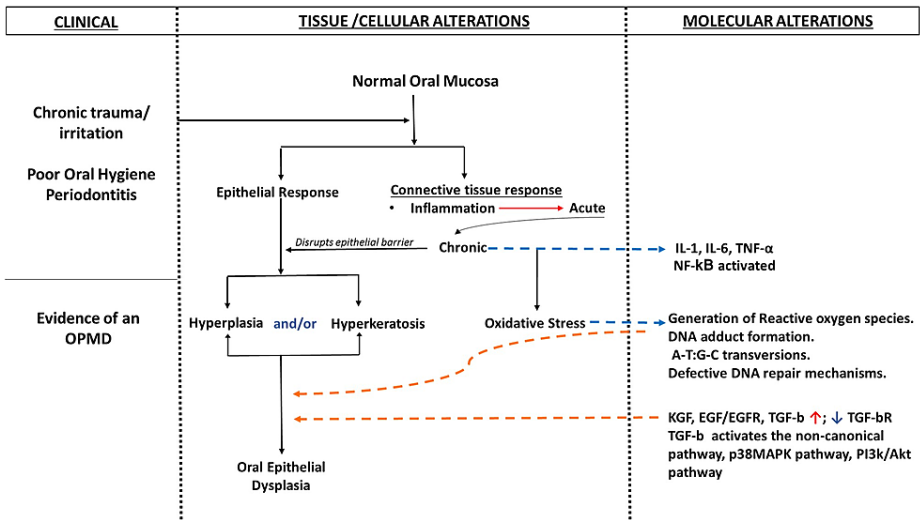 CLINICAL
TISSUE/CELLULAR ALTERATIONS
MOLECULAR ALTERATIONS
Normal Oral Mucosa
Chronic trauma/
irritation
Poor Oral Hygiene
Periodontitis
Epithelial Response
Connective tissue response
• Inflammation
Acute
Disrupts epithelial barrier
Chronic
IL-1, IL-6, TNF-α
NF-kB activated
Evidence of an
OPMD
Hyperplasia and/or Hyperkeratosis
Oxidative Stress
Generation of Reactive oxygen species.
DNA adduct formation.
A-T:G-C transversions.
Defective DNA repair mechanisms.
KGF, EGF/EGFR, TGF-b ↑; ↓ TGF-bR
TGF-b activates the non-canonical
pathway, p38MAPK pathway, PI3k/Akt
pathway
Oral Epithelial
Dysplasia